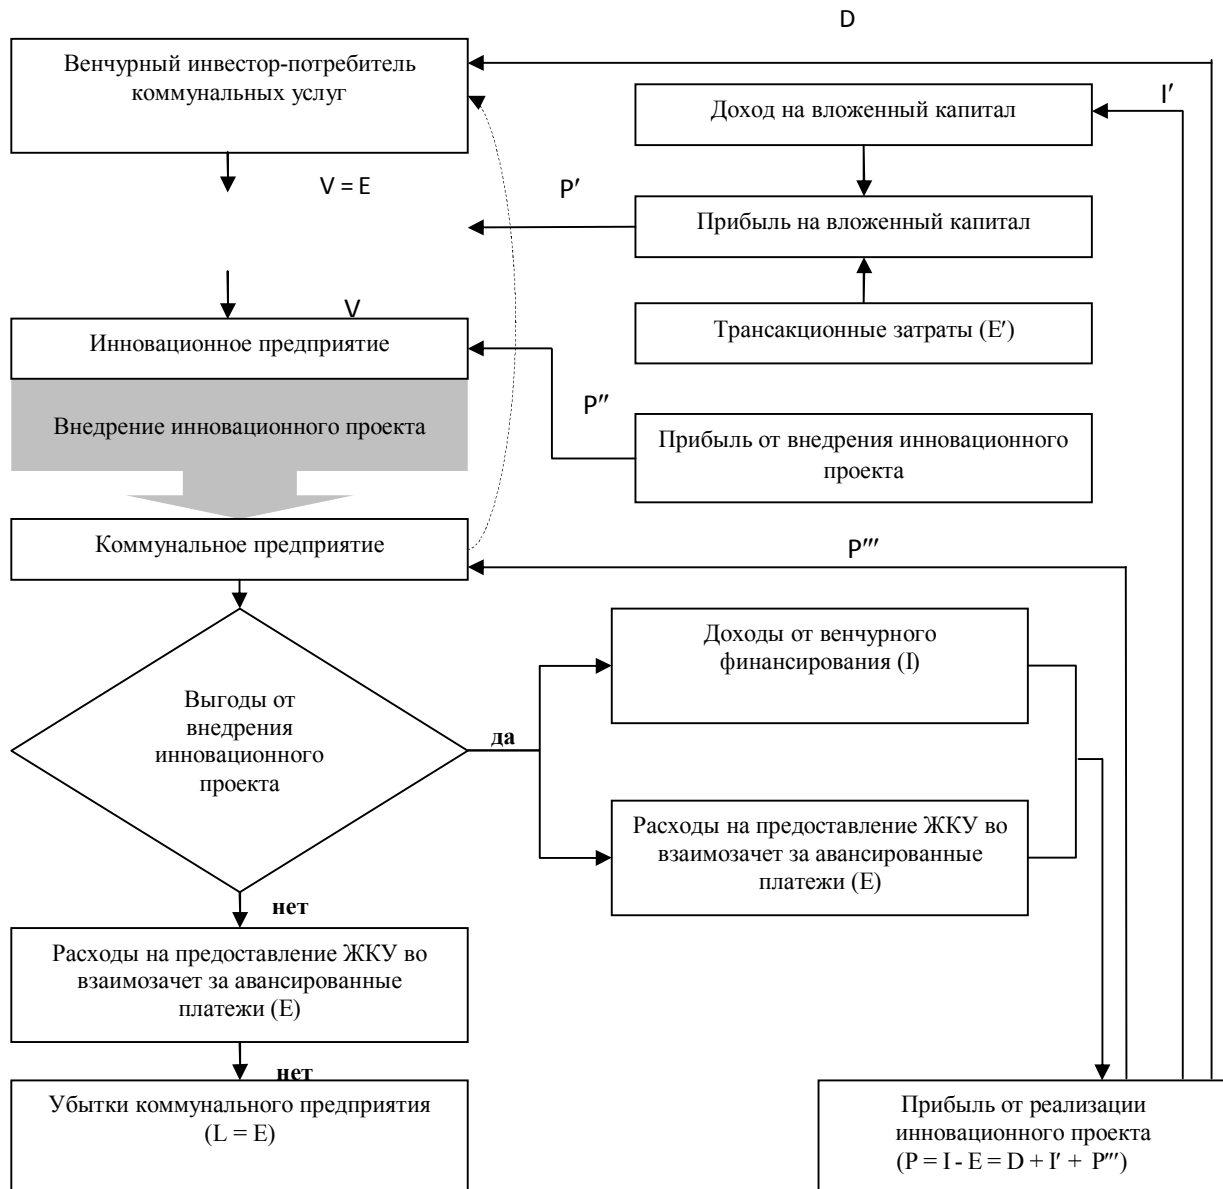 D
Венчурный инвестор-потребитель
коммунальных услуг
I′
Доход на вложенный капитал
V = E
P′
Прибыль на вложенный капитал
V
Трансакционные затраты (E′)
Инновационное предприятие
P″
Внедрение инновационного проекта
Прибыль от внедрения инновационного
проекта
Коммунальное предприятие
P‴
Доходы от венчурного
финансирования (I)
Выгоды от
внедрения
инновационного
проекта
да
Расходы на предоставление ЖКУ во
взаимозачет за авансированные
платежи (E)
нет
Расходы на предоставление ЖКУ во
взаимозачет за авансированные
платежи (E)
нет
Убытки коммунального предприятия
(L = E)
Прибыль от реализации
инновационного проекта
(P = I - E = D + I′ + P‴)